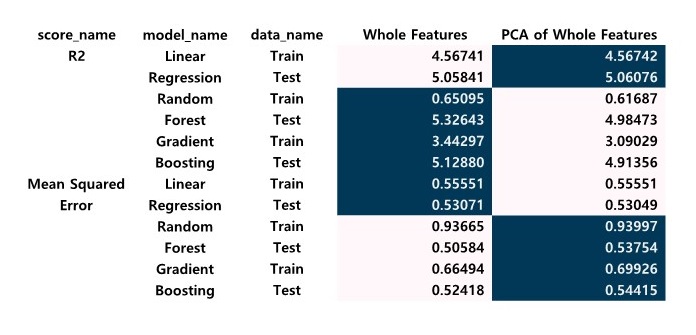 score_name model_name data_name Whole Features PCA of Whole Features
R2 Linear Train 4.56741 4.56742
Regression Test 5.05841 5.06076
Random Train 0.65095 0.61687
Forest Test 5.32643 4.98473
Gradient Train 3.44297 3.09029
Boosting Test 5.12880 4.91356
Mean Squared Linear Train 0.55551 0.55551
Error Regression Test 0.53071 0.53049
Random Train 0.93665 0.93997
Forest Test 0.50584 0.53754
Gradient Train 0.66494 0.69926
Boosting Test 0.52418 0.54415